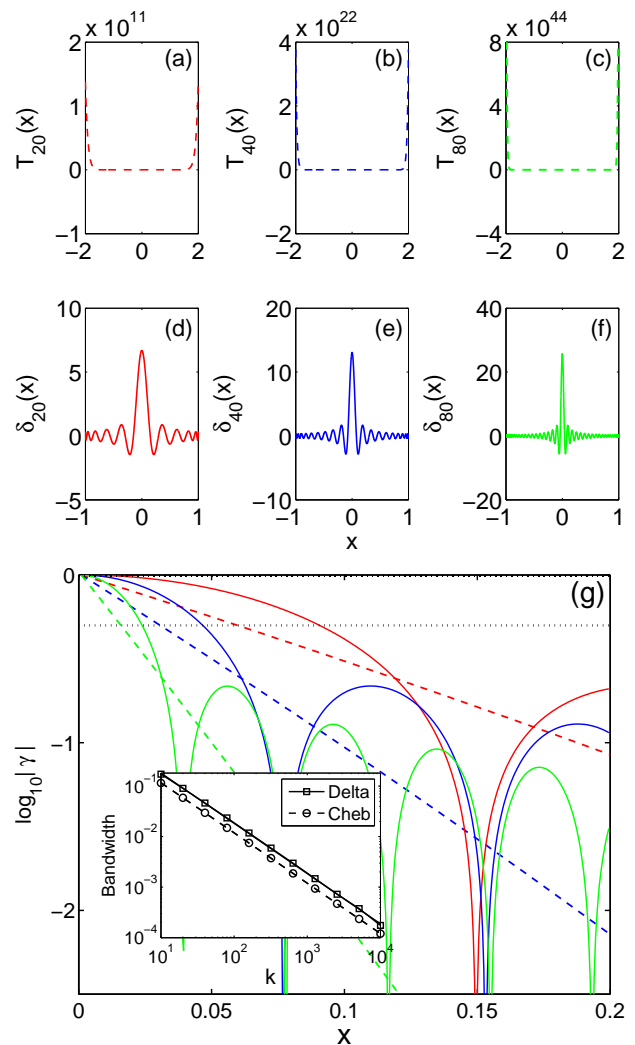 x 10^11 x 10^22 x 10^44
2 4 8
(a) (b) (c)
1 2 4
T_20(x) T_40(x) T_80(x)
0 0 0
−1 −2 −4
−2 0 2 −2 0 2 −2 0 2
10 20 40
(d) (e) (f)
5 10 20
δ_20(x) δ_40(x) δ_80(x)
0 0 0
−5 −10 −20
−1 0 1 −1 0 1 −1 0 1
x
0
(g)
log_10|γ|
−1
10^−1
Delta
Cheb
10^−2
Bandwidth
10^−3
10^−4
10^1 10^2 10^3 10^4
k
−2
0 0.05 0.1 0.15 0.2
x